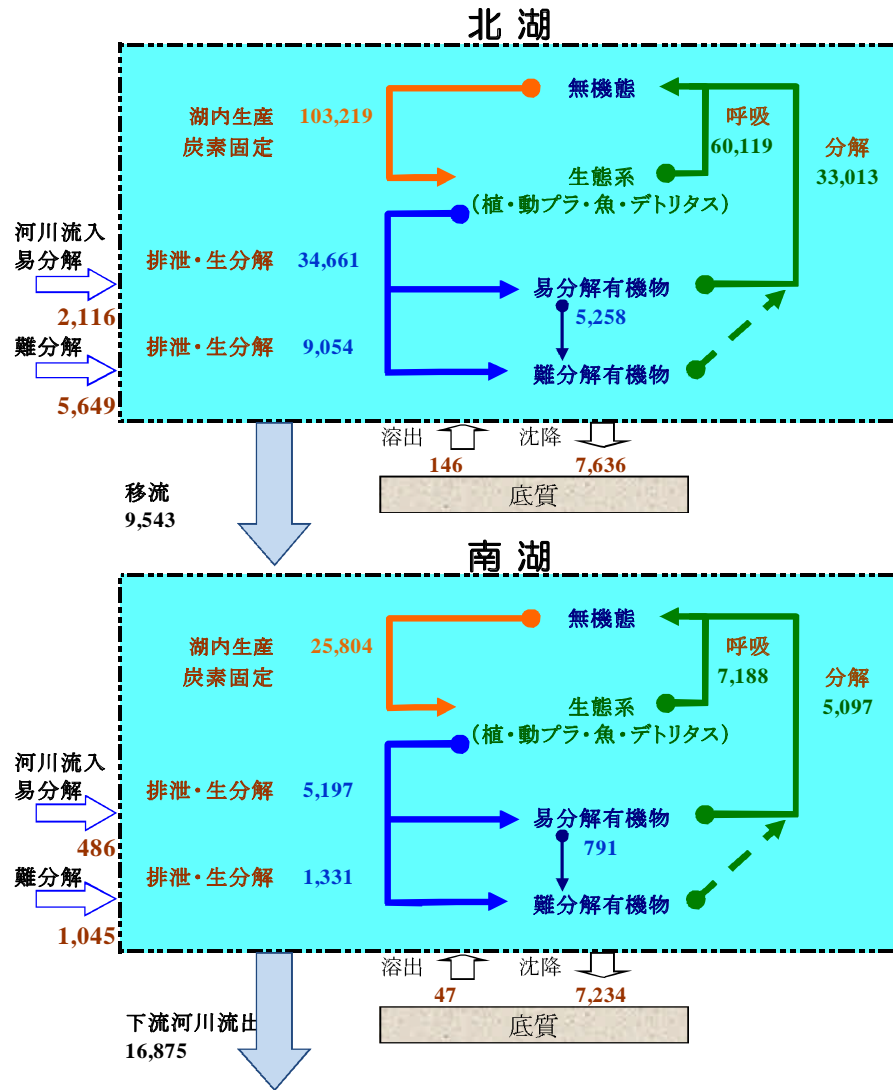 北 湖
無機態
湖内生産 103,219
炭素固定
呼吸
60,119
分解
33,013
生態系
(植・動プラ・魚・デトリタス)
河川流入
易分解
2,116
排泄・生分解 34,661
易分解有機物
5,258
難分解
5,649
排泄・生分解 9,054
難分解有機物
溶出
146
沈降
7,636
底質
移流
9,543
南 湖
無機態
湖内生産 25,804
炭素固定
呼吸
7,188
分解
5,097
生態系
(植・動プラ・魚・デトリタス)
河川流入
易分解
486
排泄・生分解 5,197
易分解有機物
791
難分解
1,045
排泄・生分解 1,331
難分解有機物
溶出
47
沈降
7,234
底質
下流河川流出
16,875